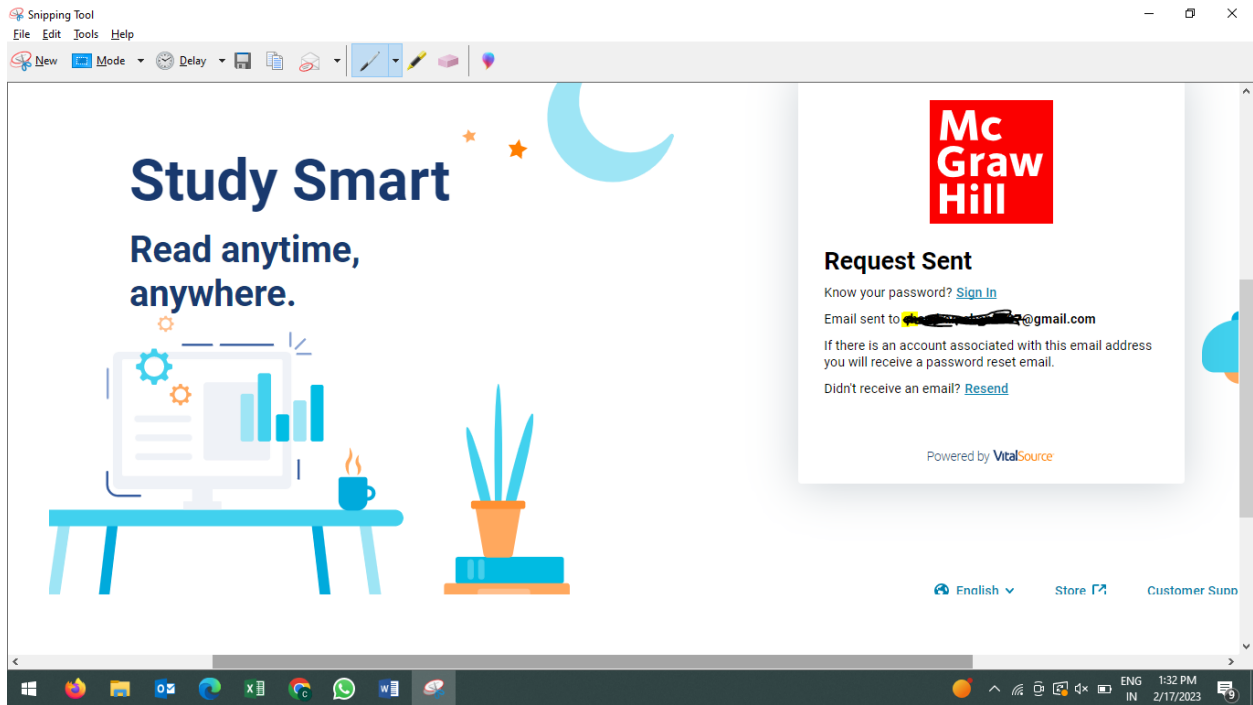 Snipping Tool
File Edit Tools Help
New Mode Delay
Study Smart
Read anytime,
anywhere.
Mc
Graw
Hill
Request Sent
Know your password? Sign In
Email sent to @gmail.com
If there is an account associated with this email address
you will receive a password reset email.
Didn't receive an email? Resend
Powered by VitalSource
English Store Customer Supp
ENG 1:32 PM
IN 2/17/2023
9